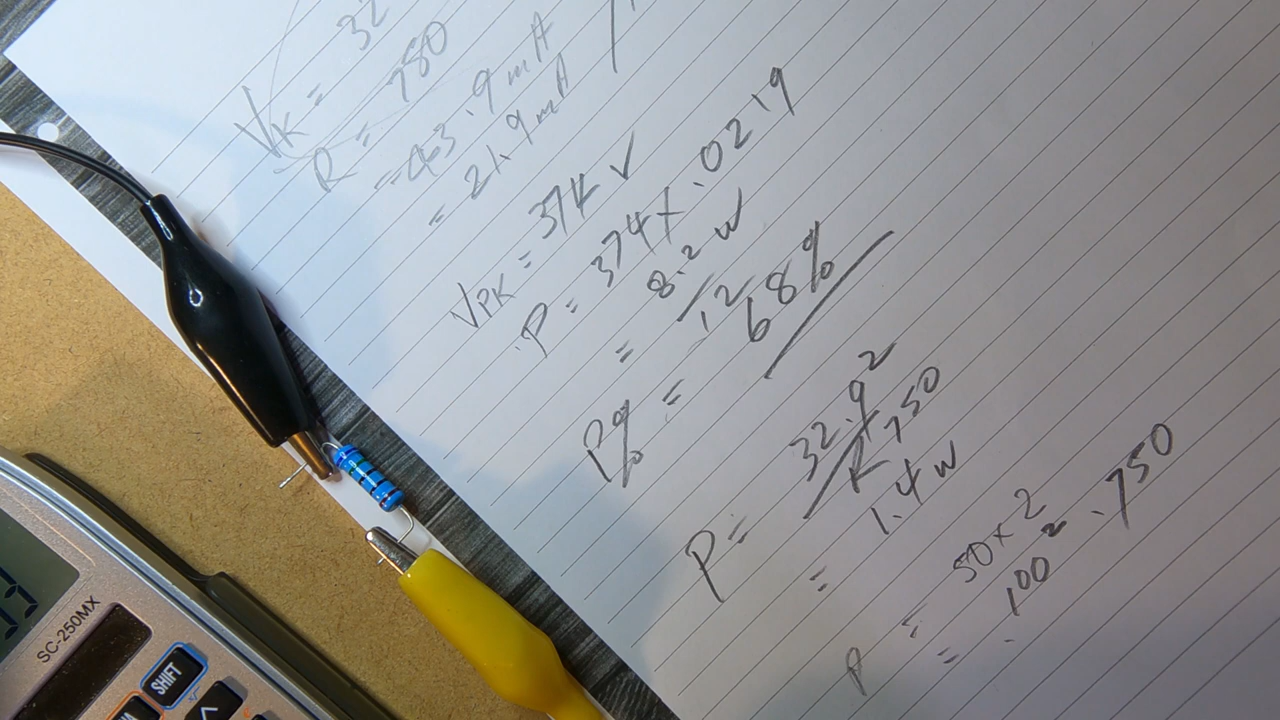 VK = 32
R = 750
= 43.9mA
= 21.9mA
VPK = 374 V
P = 374 X .0219
= 8.2 W
12
P% = 68%
P = 32.9²
R 750
= 1.4W
P = 50 x 2
= .100² .750
SC-250MX
SHIFT